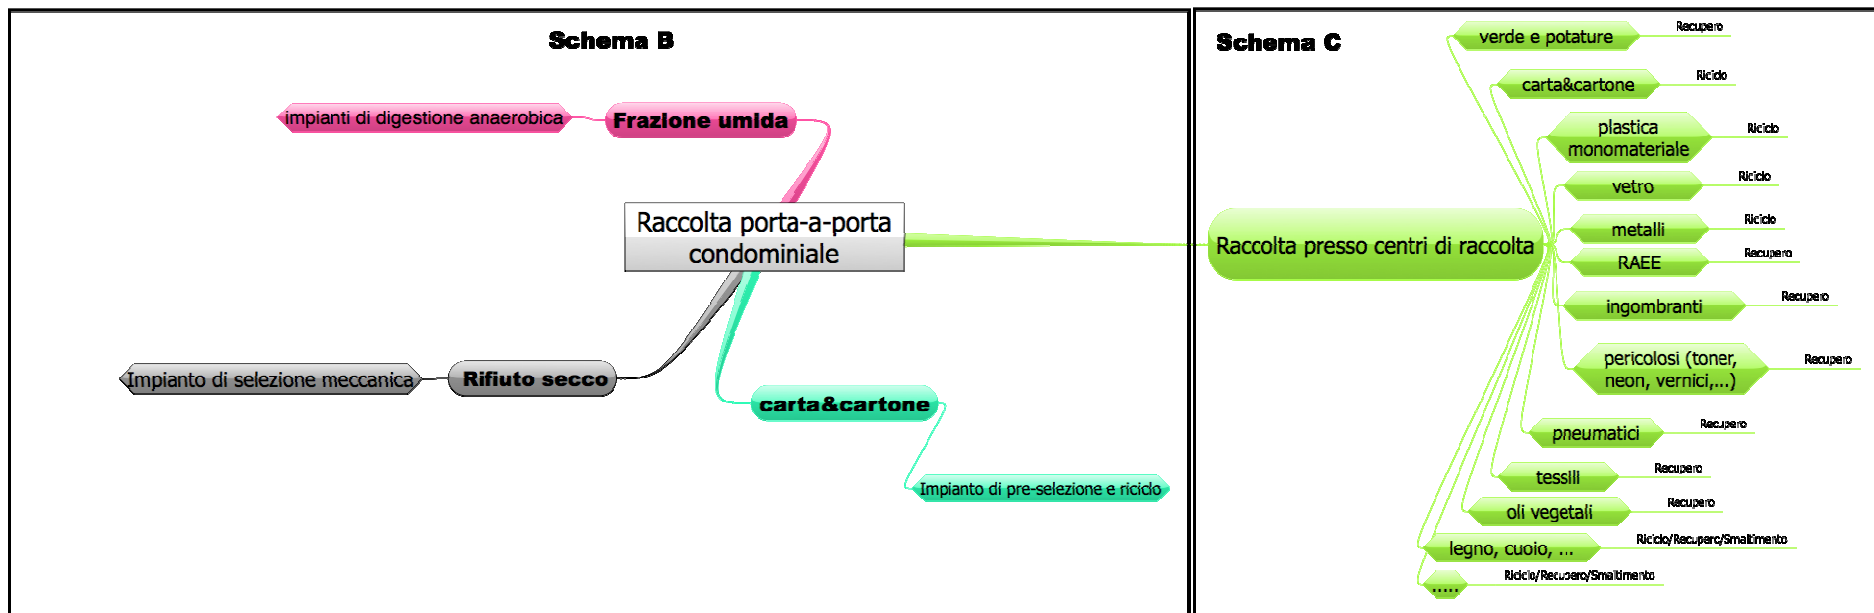 Schema B
impianti di digestione anaerobica
Frazione umida
Raccolta porta-a-porta
condominiale
Impianto di selezione meccanica
Rifiuto secco
carta&cartone
Impianto di pre-selezione e riciclo
Schema C
Raccolta presso centri di raccolta
verde e potature
Recupero
carta&cartone
Riciclo
plastica
monomateriale
Riciclo
vetro
Riciclo
metalli
Riciclo
RAEE
Recupero
ingombranti
Recupero
pericolosi (toner,
neon, vernici,...)
Recupero
pneumatici
Recupero
tessili
Recupero
oli vegetali
Recupero
legno, cuoio, ...
Riciclo/Recupero/Smaltimento
.....
Riciclo/Recupero/Smaltimento